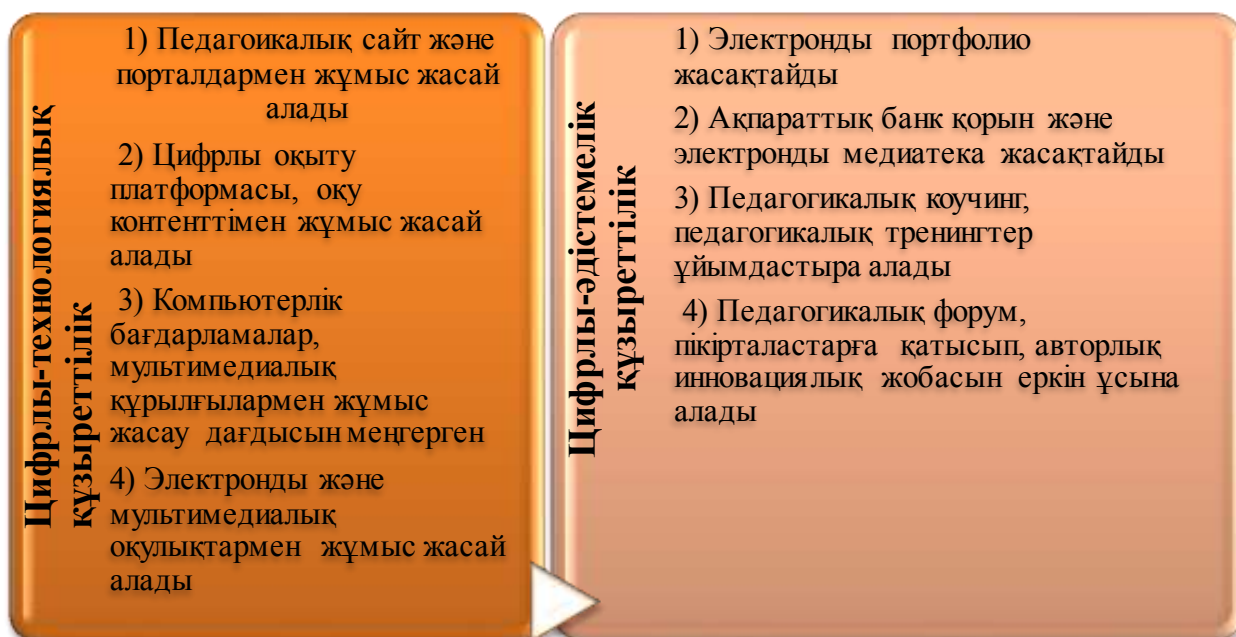 Цифрлы-технологиялық
құзыреттілік
1) Педагоикалық сайт және
порталдармен жұмыс жасай
алады
2) Цифрлы оқыту
платформасы, оқу
контенттімен жұмыс жасай
алады
3) Компьютерлік
бағдарламалар,
мультимедиалық
құрылғылармен жұмыс
жасау дағдысын меңгерген
4) Электронды және
мультимедиалық
оқулықтармен жұмыс жасай
алады
Цифрлы-әдістемелік
құзыреттілік
1) Электронды портфолио
жасақтайды
2) Ақпараттық банк қорын және
электронды медиатека жасақтайды
3) Педагогикалық коучинг,
педагогикалық тренингтер
ұйымдастыра алады
4) Педагогикалық форум,
пікірталастарға қатысып, авторлық
инновациялық жобасын еркін ұсына
алады